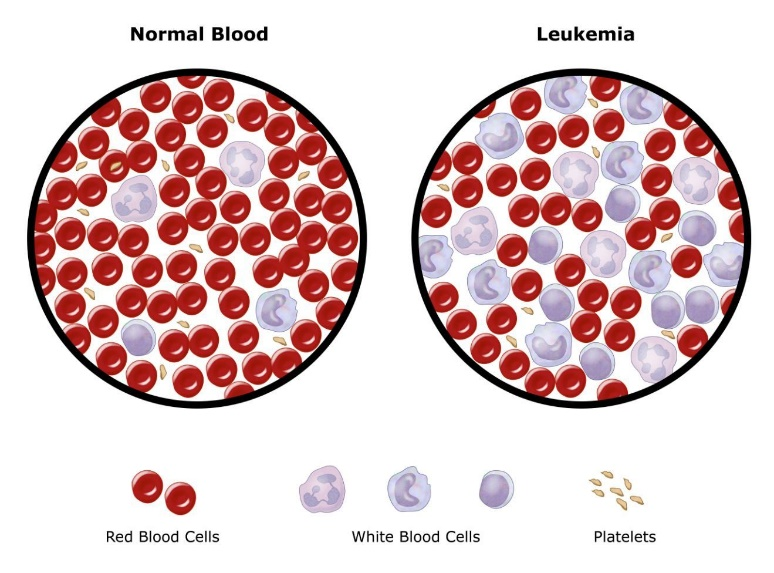 Normal Blood
Leukemia
Red Blood Cells
White Blood Cells
Platelets